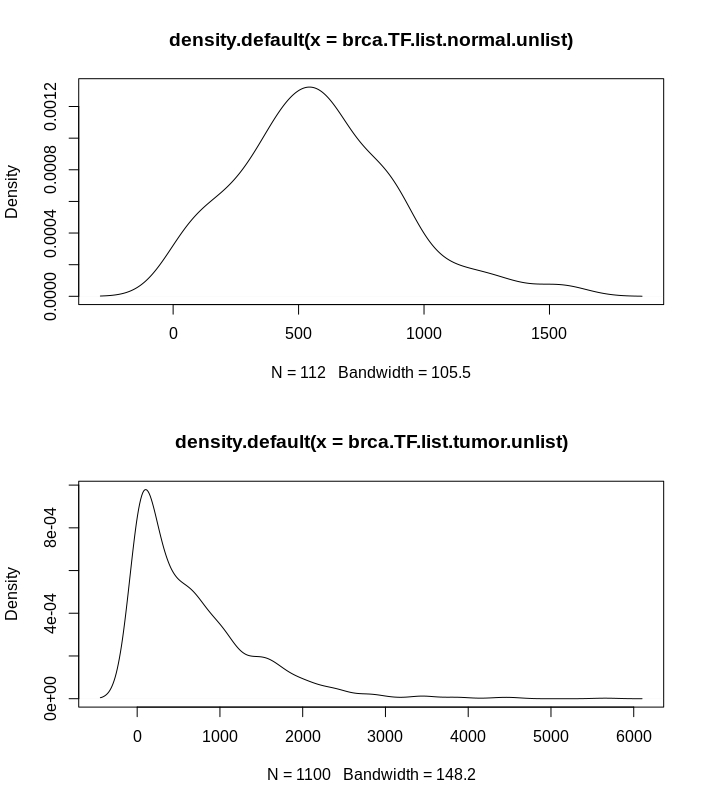 density.default(x = brca.TF.list.normal.unlist)
Density
0.0000 0.0004 0.0008 0.0012
0 500 1000 1500
N = 112 Bandwidth = 105.5
density.default(x = brca.TF.list.tumor.unlist)
Density
0e+00 4e-04 8e-04
0 1000 2000 3000 4000 5000 6000
N = 1100 Bandwidth = 148.2